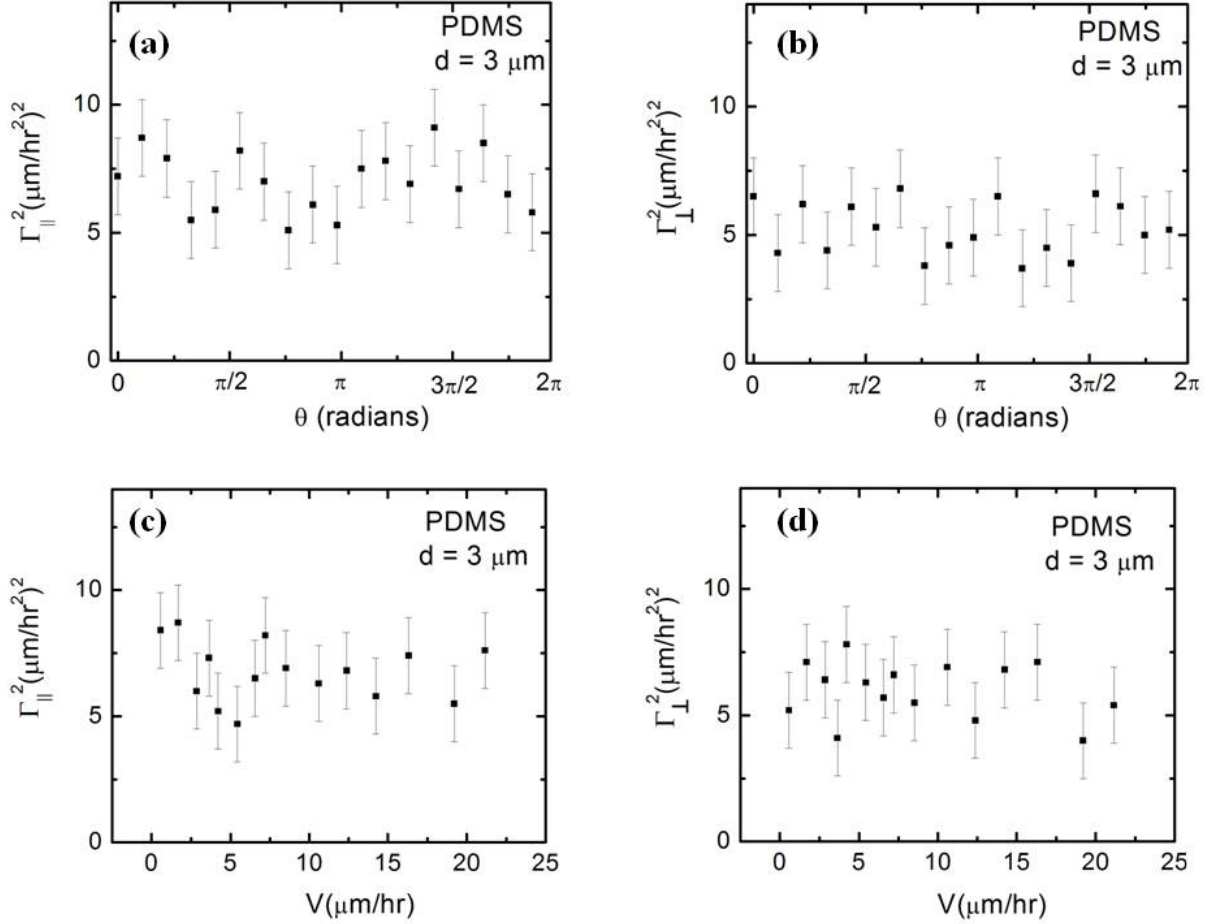 (a)
PDMS
d = 3 μm
Γ∥²(μm/hr²)²
10
5
0
0 π/2 π 3π/2 2π
θ (radians)
(b)
PDMS
d = 3 μm
Γ⊥²(μm/hr²)²
10
5
0
0 π/2 π 3π/2 2π
θ (radians)
(c)
PDMS
d = 3 μm
Γ∥²(μm/hr²)²
10
5
0
0 5 10 15 20 25
V(μm/hr)
(d)
PDMS
d = 3 μm
Γ⊥²(μm/hr²)²
10
5
0
0 5 10 15 20 25
V(μm/hr)